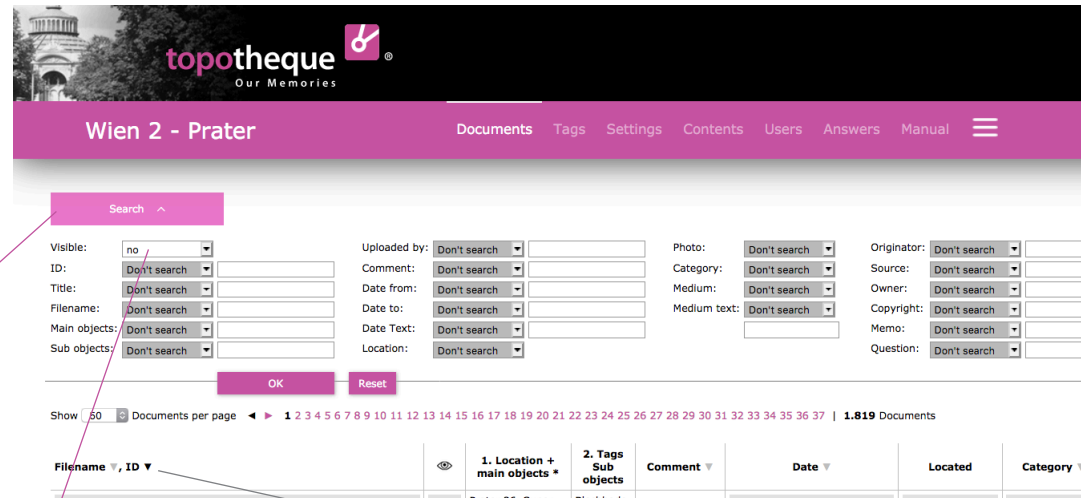 topotheque ®
Our Memories
Wien 2 - Prater
Documents Tags Settings Contents Users Answers Manual
Search
Visible: no Uploaded by: Don't search Photo: Don't search Originator: Don't search
ID: Don't search Comment: Don't search Category: Don't search Source: Don't search
Title: Don't search Date from: Don't search Medium: Don't search Owner: Don't search
Filename: Don't search Date to: Don't search Medium text: Don't search Copyright: Don't search
Main objects: Don't search Date Text: Don't search Memo: Don't search
Sub objects: Don't search Location: Don't search Question: Don't search
OK Reset
Show 50 Documents per page ◄ ► 1 2 3 4 5 6 7 8 9 10 11 12 13 14 15 16 17 18 19 20 21 22 23 24 25 26 27 28 29 30 31 32 33 34 35 36 37 | 1.819 Documents
Filename ▼, ID ▼ 1. Location + main objects * 2. Tags Sub objects Comment ▼ Date ▼ Located Category ▼